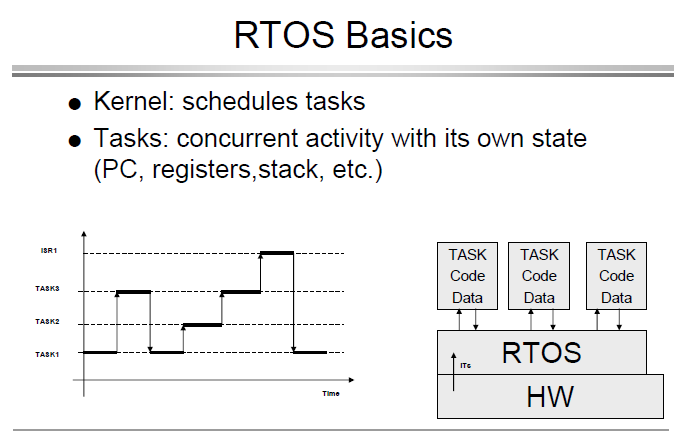 RTOS Basics
● Kernel: schedules tasks
● Tasks: concurrent activity with its own state
(PC, registers,stack, etc.)
ISR1
TASK3
TASK2
TASK1
Time
TASK
Code
Data
TASK
Code
Data
TASK
Code
Data
RTOS
ITs
HW